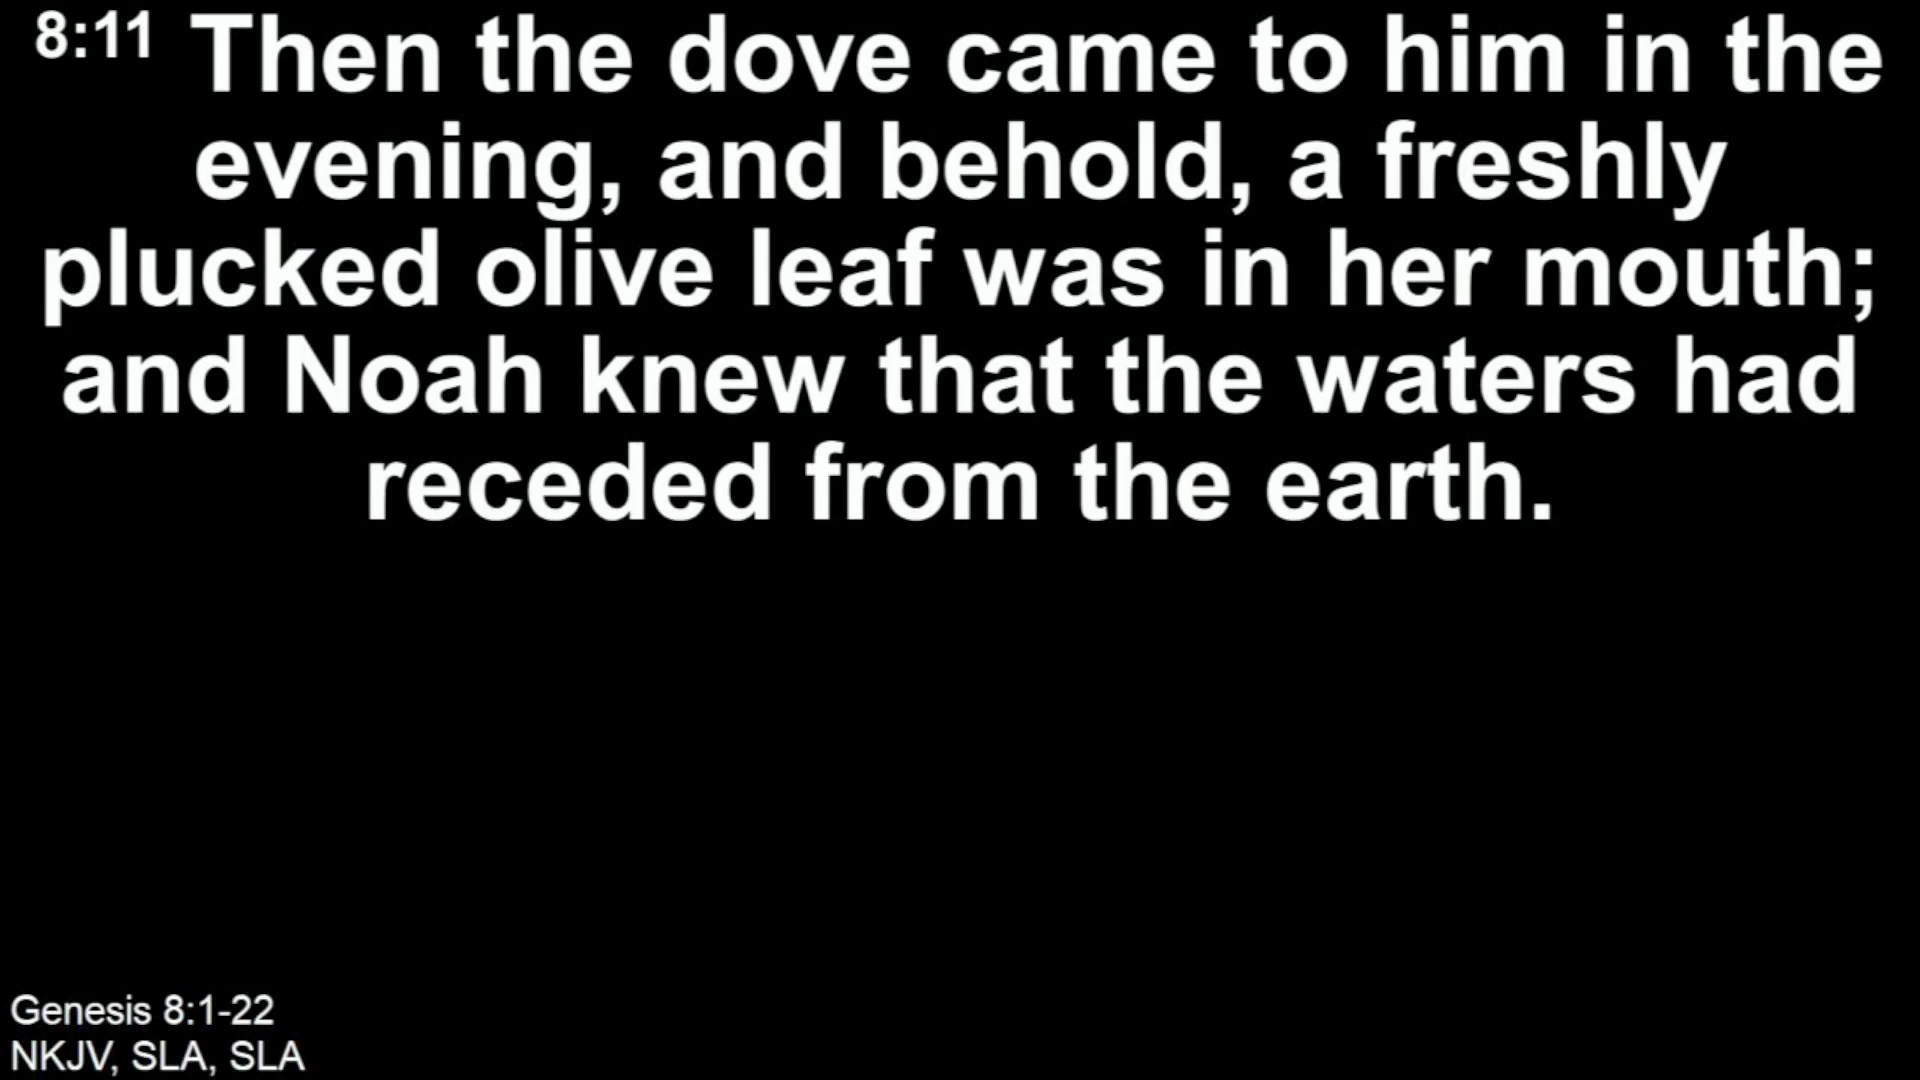 8:11 Then the dove came to him in the
evening, and behold, a freshly
plucked olive leaf was in her mouth;
and Noah knew that the waters had
receded from the earth.
Genesis 8:1-22
NKJV, SLA, SLA